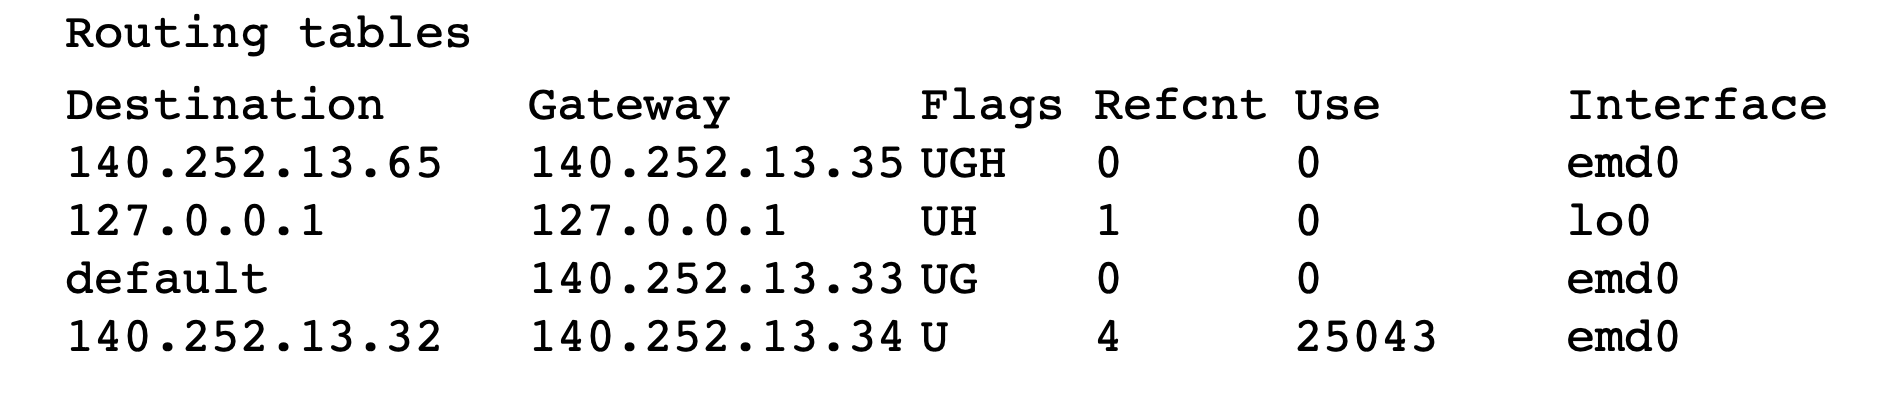 Routing tables
Destination Gateway Flags Refcnt Use Interface
140.252.13.65 140.252.13.35 UGH 0 0 emd0
127.0.0.1 127.0.0.1 UH 1 0 lo0
default 140.252.13.33 UG 0 0 emd0
140.252.13.32 140.252.13.34 U 4 25043 emd0